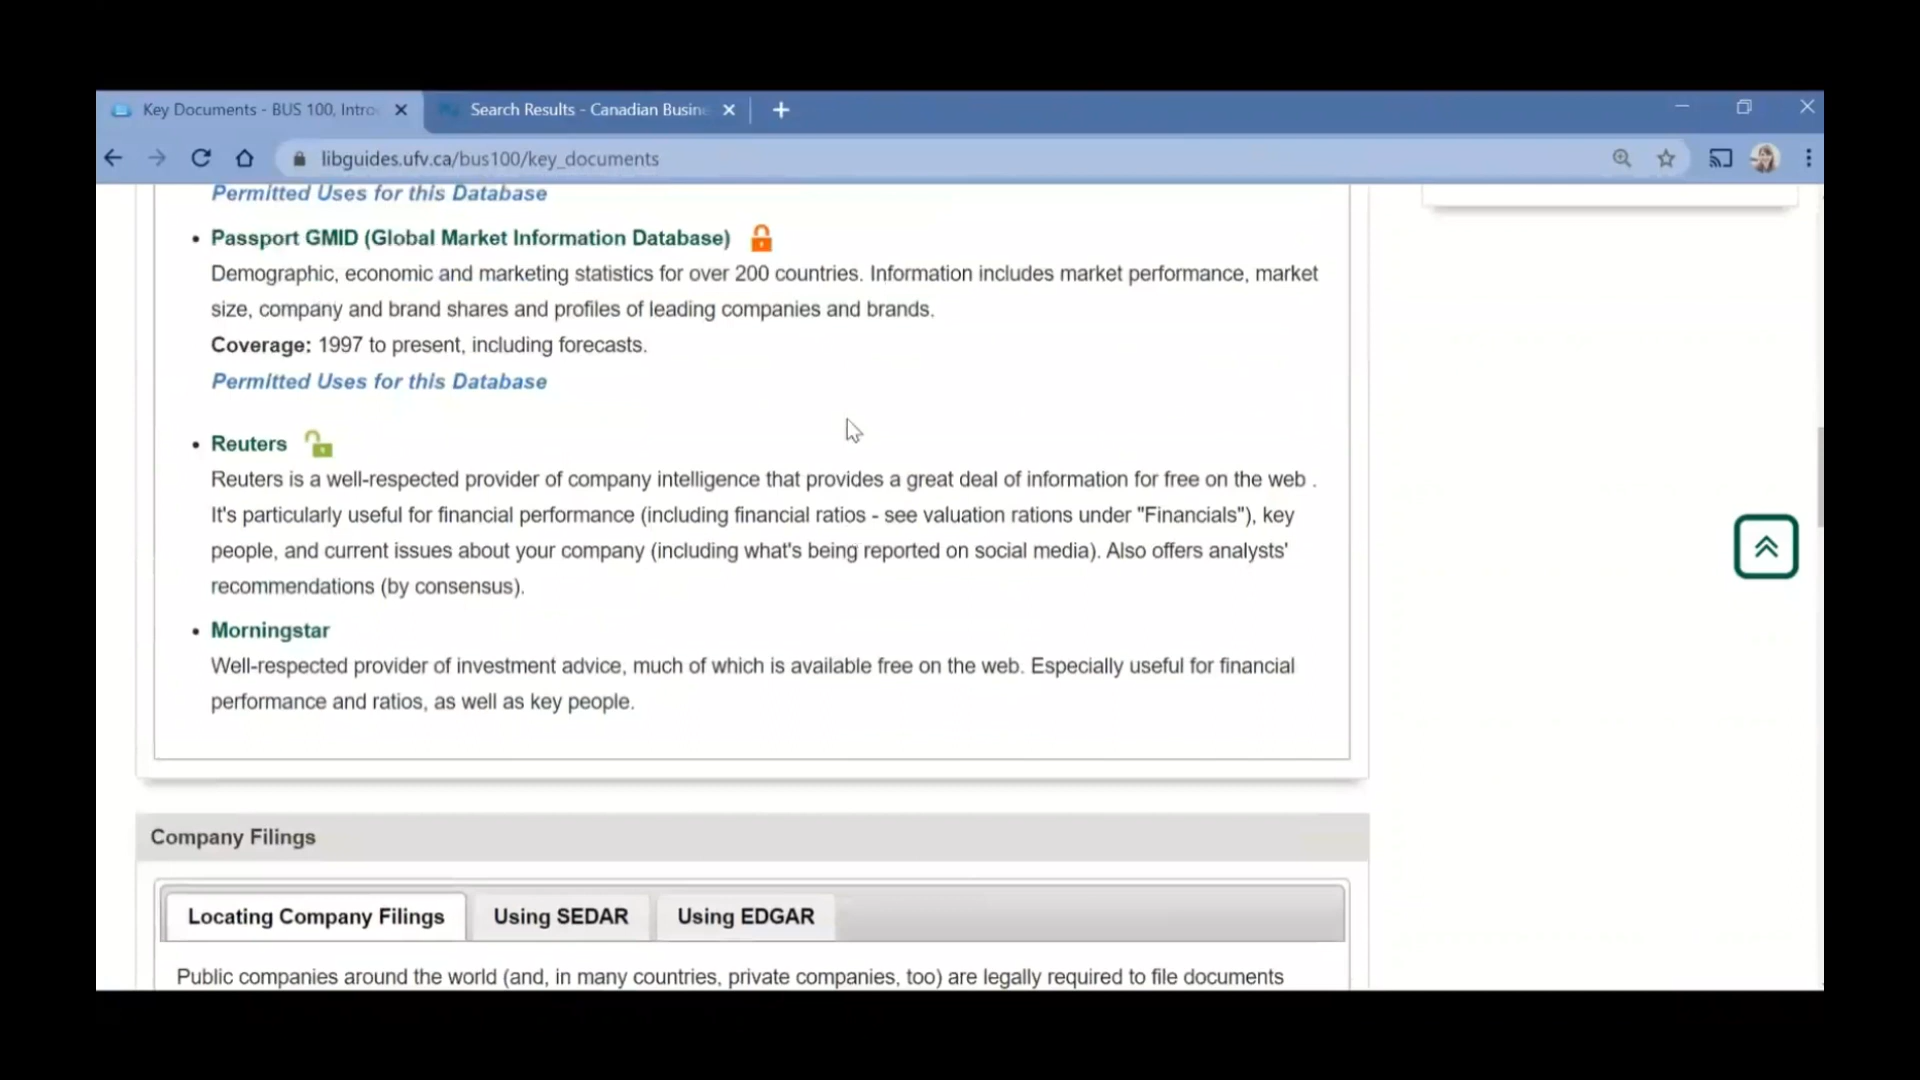 Key Documents - BUS 100, Intro
Search Results - Canadian Busin
libguides.ufv.ca/bus100/key_documents
Permitted Uses for this Database
Passport GMID (Global Market Information Database)
Demographic, economic and marketing statistics for over 200 countries. Information includes market performance, market
size, company and brand shares and profiles of leading companies and brands.
Coverage: 1997 to present, including forecasts.
Permitted Uses for this Database
Reuters
Reuters is a well-respected provider of company intelligence that provides a great deal of information for free on the web .
It's particularly useful for financial performance (including financial ratios - see valuation rations under "Financials"), key
people, and current issues about your company (including what's being reported on social media). Also offers analysts'
recommendations (by consensus).
Morningstar
Well-respected provider of investment advice, much of which is available free on the web. Especially useful for financial
performance and ratios, as well as key people.
Company Filings
Locating Company Filings
Using SEDAR
Using EDGAR
Public companies around the world (and, in many countries, private companies, too) are legally required to file documents